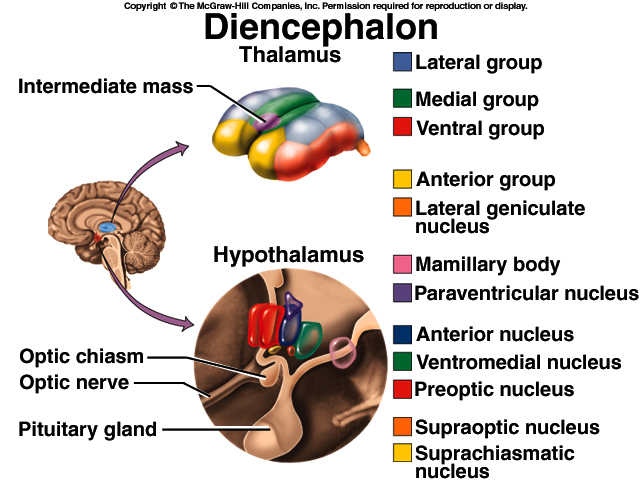 Copyright © The McGraw-Hill Companies, Inc. Permission required for reproduction or display.
Diencephalon
Thalamus
Intermediate mass
Lateral group
Medial group
Ventral group
Anterior group
Lateral geniculate
nucleus
Hypothalamus
Mamillary body
Paraventricular nucleus
Anterior nucleus
Ventromedial nucleus
Preoptic nucleus
Supraoptic nucleus
Suprachiasmatic
nucleus
Optic chiasm
Optic nerve
Pituitary gland